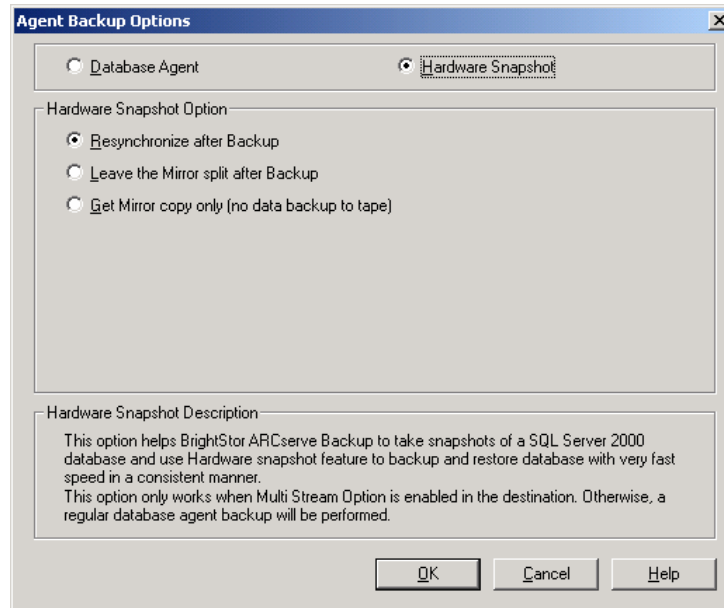 Agent Backup Options
Database Agent
Hardware Snapshot
Hardware Snapshot Option
Resynchronize after Backup
Leave the Mirror split after Backup
Get Mirror copy only (no data backup to tape)
Hardware Snapshot Description
This option helps BrightStor ARCserve Backup to take snapshots of a SQL Server 2000
database and use Hardware snapshot feature to backup and restore database with very fast
speed in a consistent manner.
This option only works when Multi Stream Option is enabled in the destination. Otherwise, a
regular database agent backup will be performed.
OK
Cancel
Help